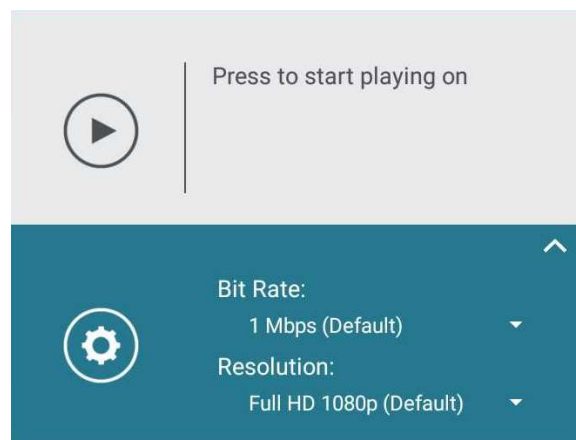 Press to start playing on
Bit Rate:
1 Mbps (Default)
Resolution:
Full HD 1080p (Default)